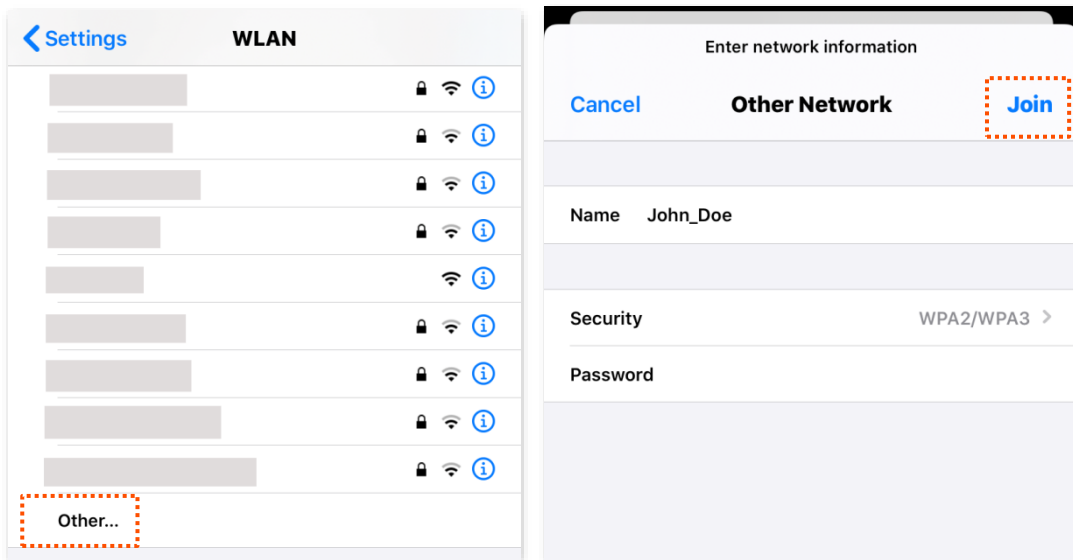 Settings
WLAN
Other...
Enter network information
Cancel
Other Network
Join
Name John_Doe
Security WPA2/WPA3
Password